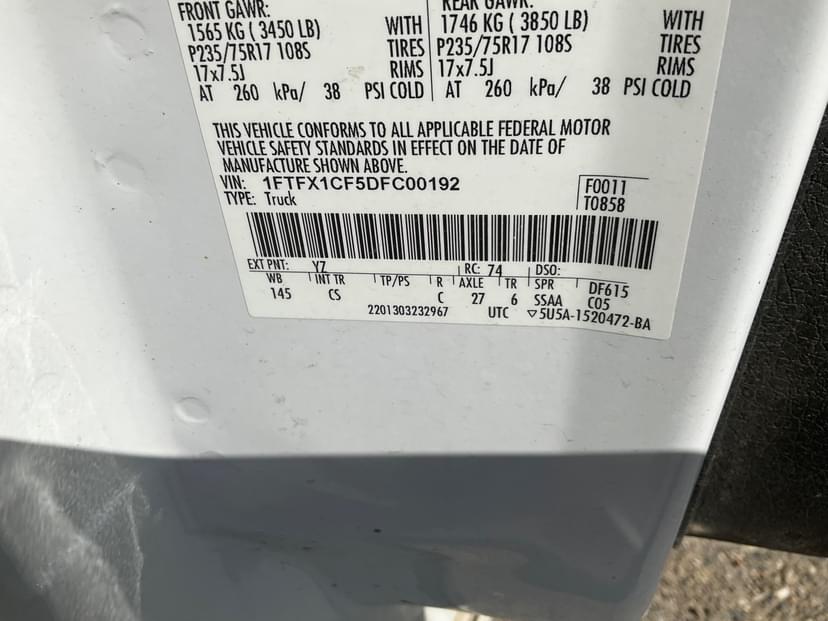 FRONT GAWR:
1565 KG ( 3450 LB) WITH
P235/75R17 108S TIRES
17x7.5J RIMS
AT 260 kPa/ 38 PSI COLD
REAR GAWR:
1746 KG ( 3850 LB) WITH
P235/75R17 108S TIRES
17x7.5J RIMS
AT 260 kPa/ 38 PSI COLD
THIS VEHICLE CONFORMS TO ALL APPLICABLE FEDERAL MOTOR
VEHICLE SAFETY STANDARDS IN EFFECT ON THE DATE OF
MANUFACTURE SHOWN ABOVE.
VIN: 1FTFX1CF5DFC00192
TYPE: Truck
F0011
T0858
EXT PNT: YZ RC: 74 DSO:
WB INT TR TP/PS R AXLE TR SPR DF615
145 CS C 27 6 SSAA C05
2201303232967 UTC ▽5U5A-1520472-BA